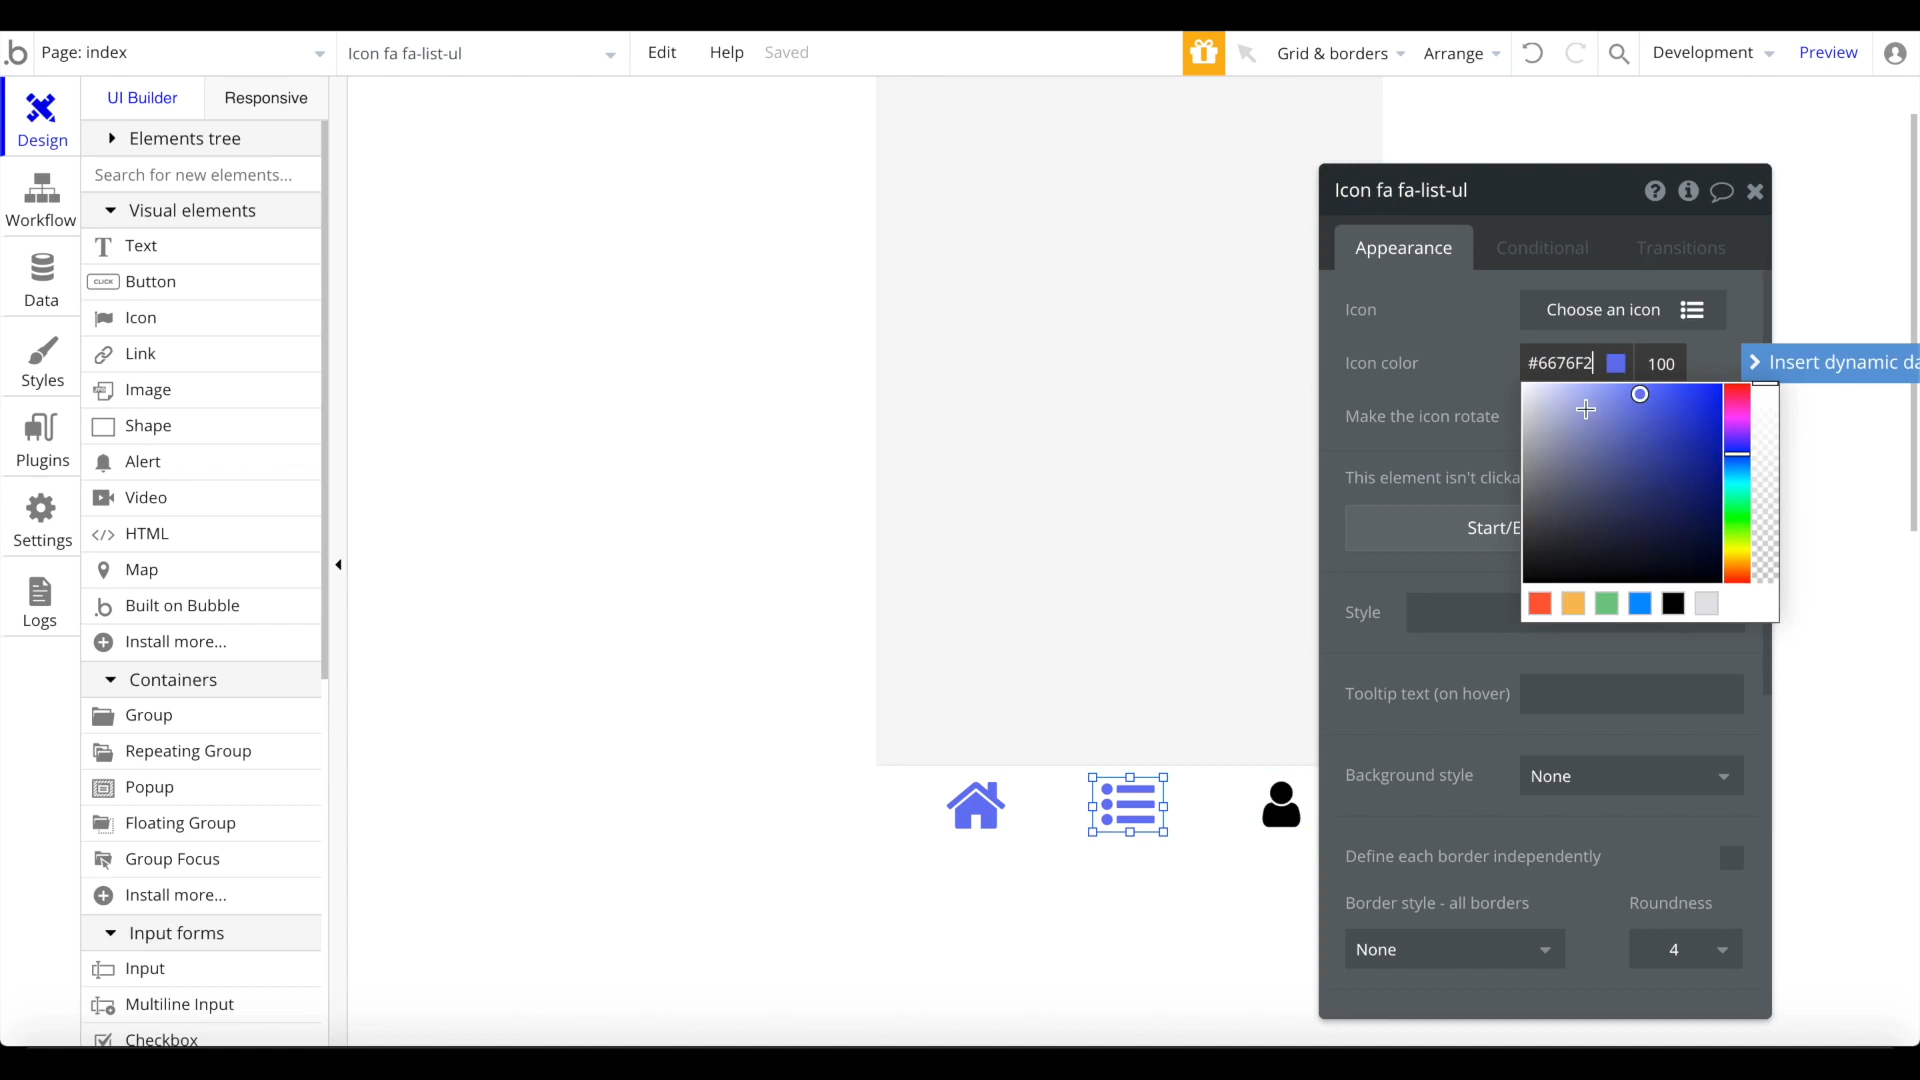 Page: index
Icon fa fa-list-ul
Edit
Help
Saved
Grid & borders
Arrange
Development
Preview
Design
Workflow
Data
Styles
Plugins
Settings
Logs
UI Builder
Responsive
Elements tree
Search for new elements...
Visual elements
Text
CLICK Button
Icon
Link
Image
Shape
Alert
Video
HTML
Map
Built on Bubble
Install more...
Containers
Group
Repeating Group
Popup
Floating Group
Group Focus
Install more...
Input forms
Input
Multiline Input
Checkbox
Icon fa fa-list-ul
Appearance
Conditional
Transitions
Icon
Choose an icon
Icon color
#6676F2
100
Insert dynamic da
Make the icon rotate
This element isn't clicka
Start/E
Style
Tooltip text (on hover)
Background style
None
Define each border independently
Border style - all borders
Roundness
None
4